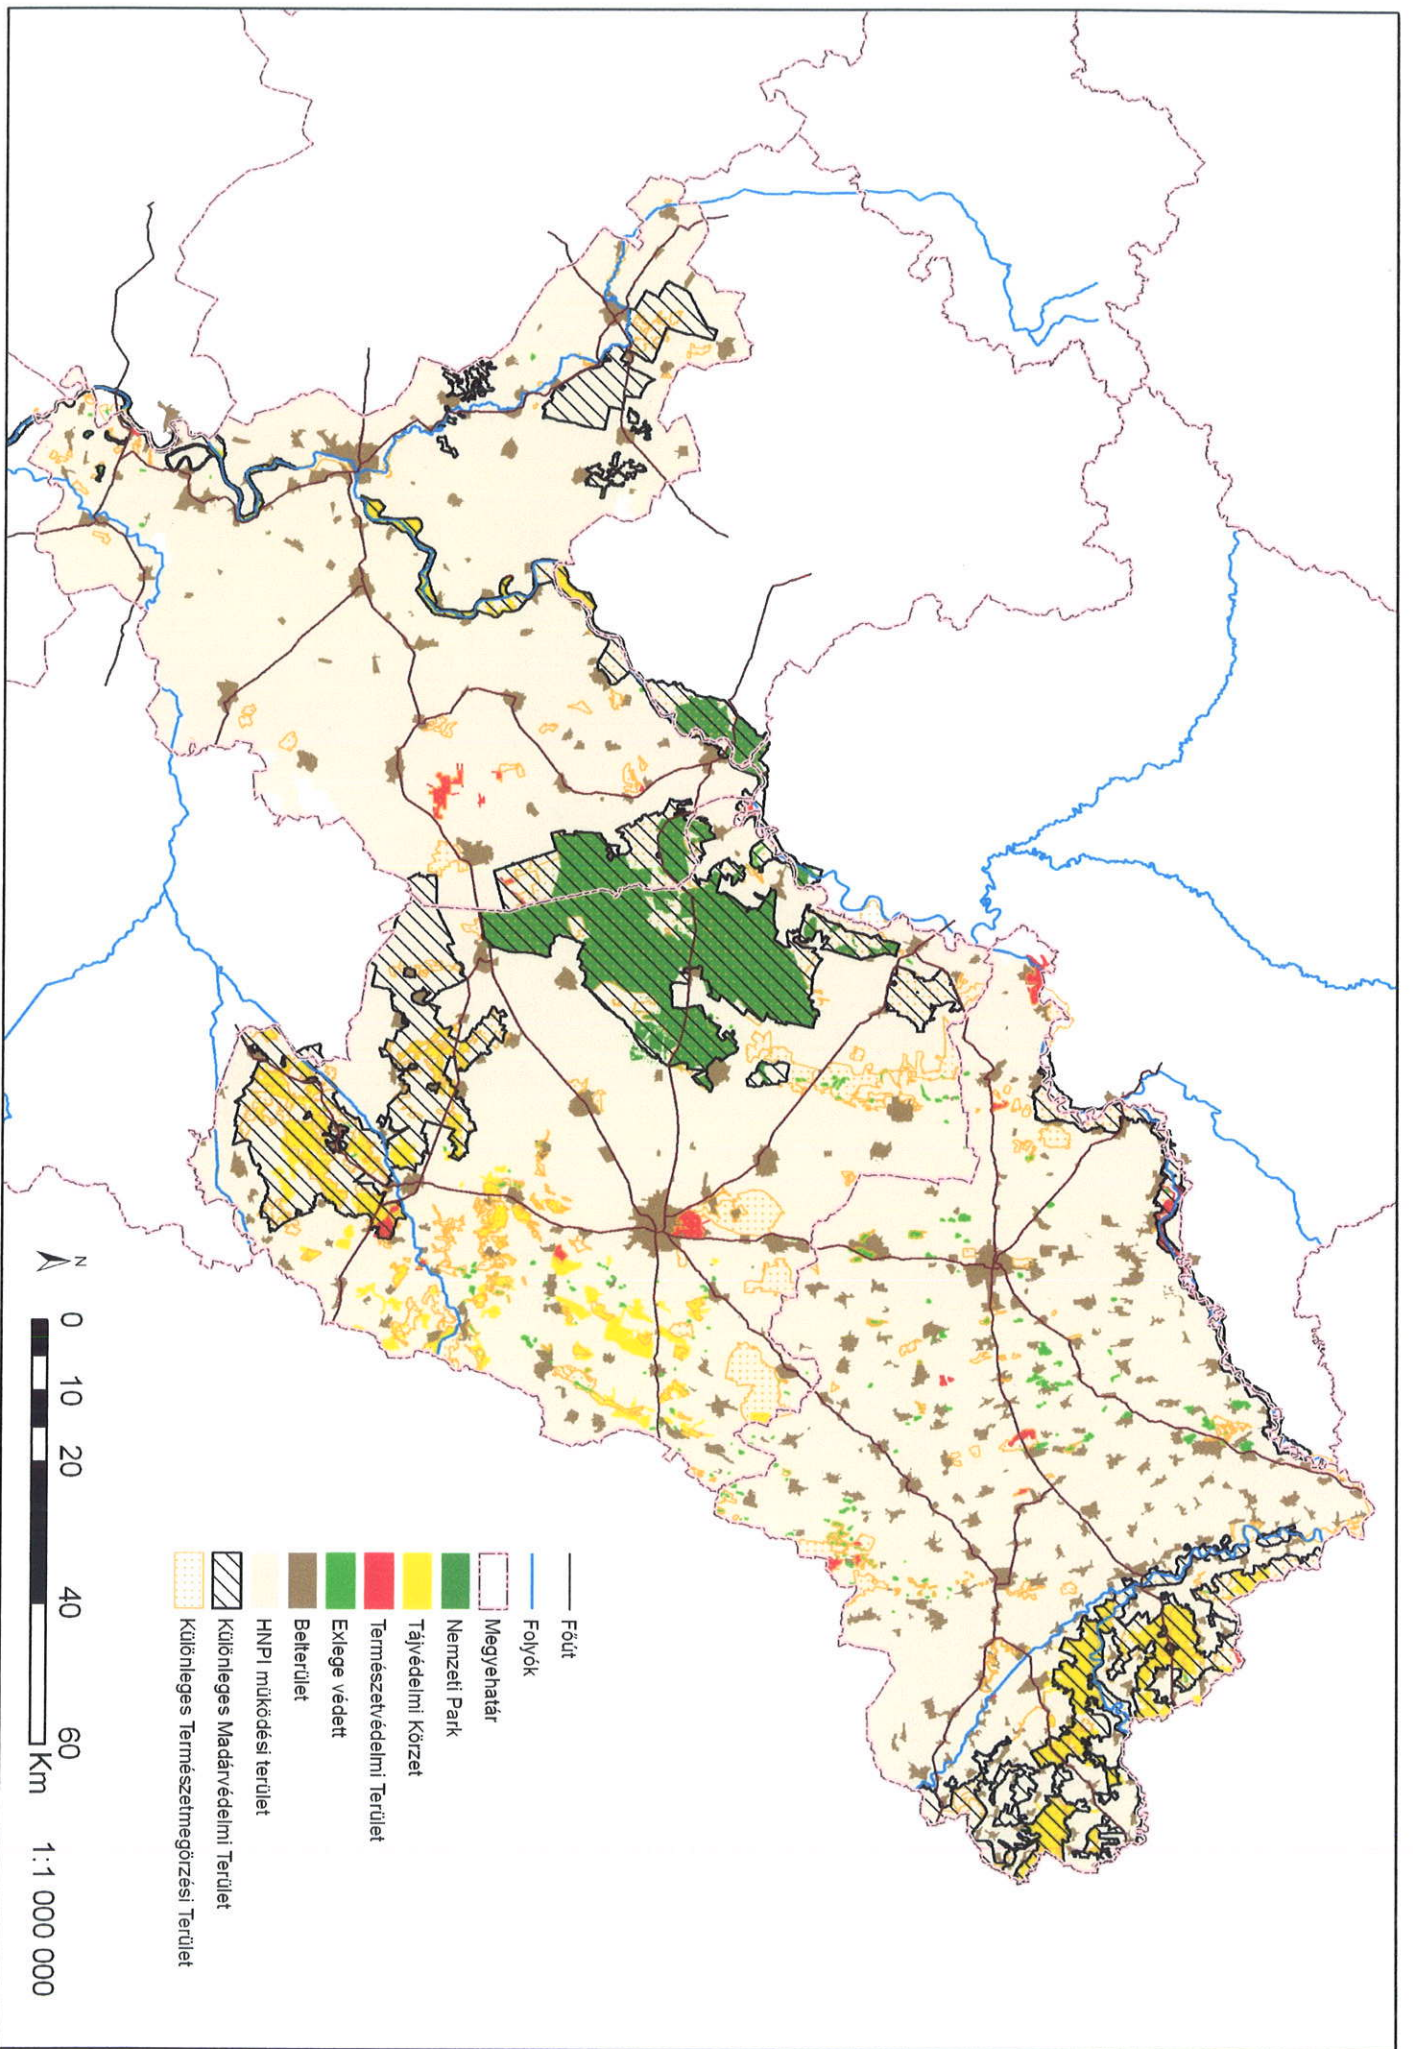 Főút
Folyók
Megyehatár
Nemzeti Park
Tájvédelmi Körzet
Természetvédelmi Terület
Exlege védett
Belterület
HNPI működési terület
Különleges Madárvédelmi Terület
Különleges Természetmegőrzési Terület
N
0 10 20 40 60
Km
1:1 000 000